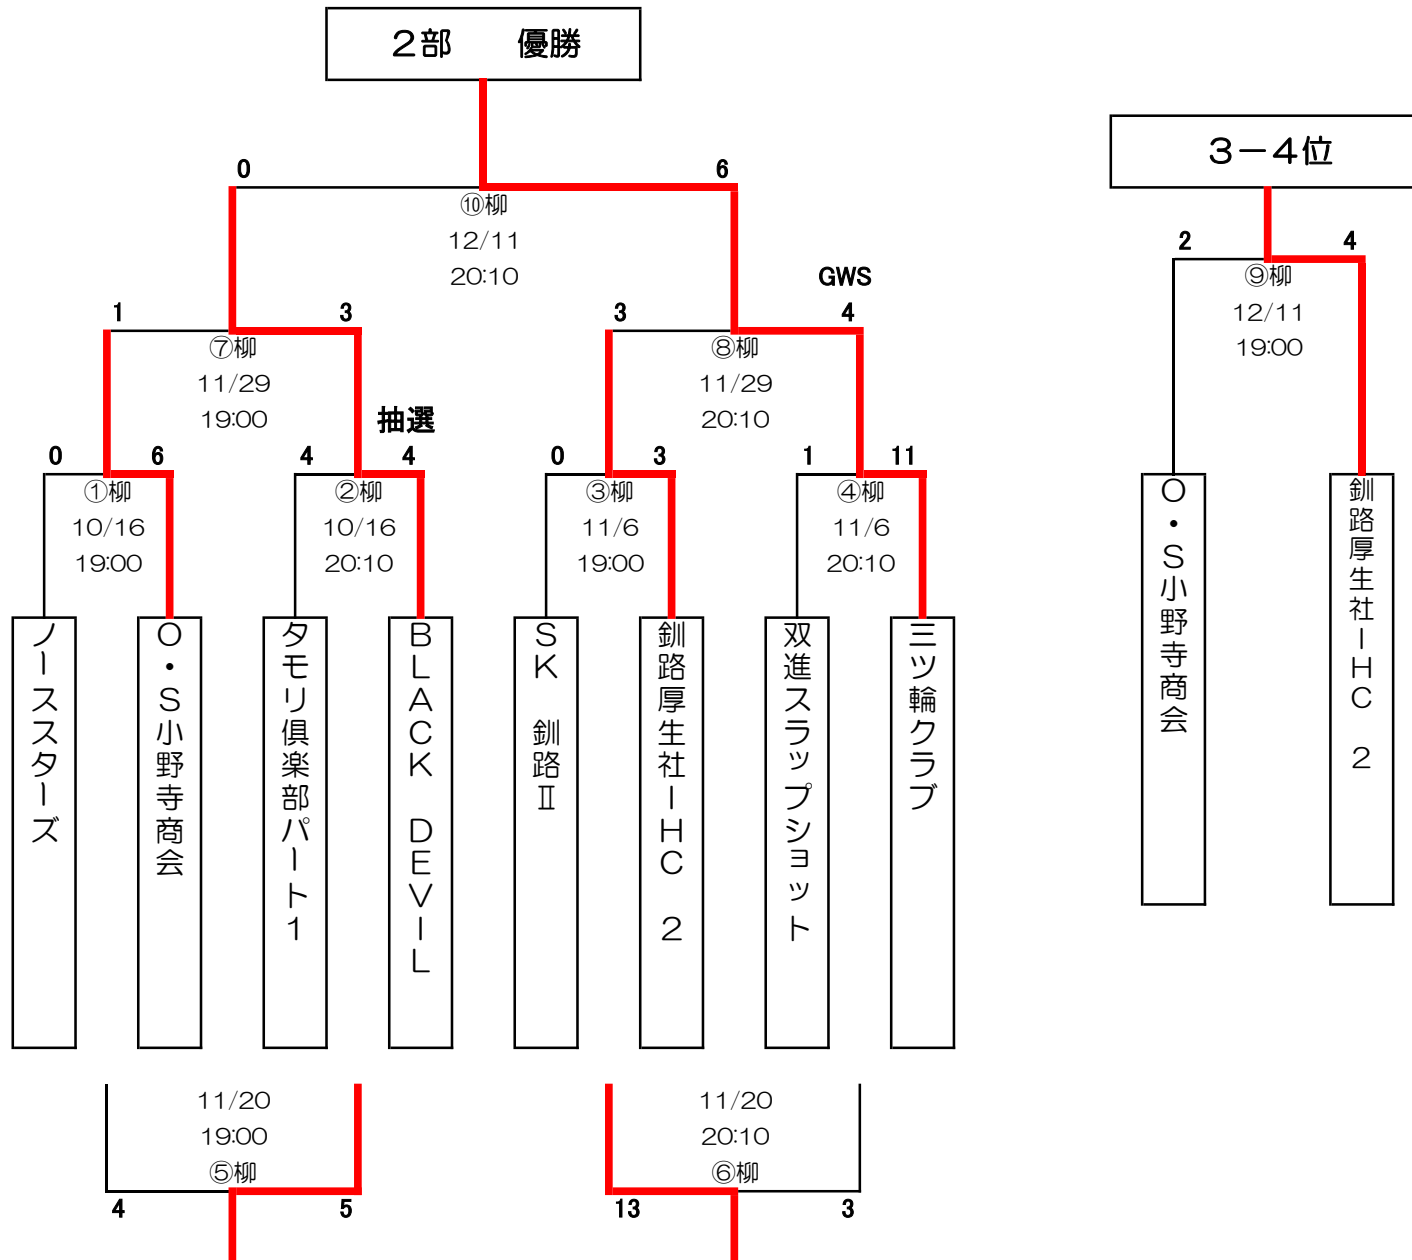 ２部　　優勝
３－４位
0
6
⑩柳
12/11
20:10
2
4
⑨柳
12/11
19:00
GWS
1
3
3
4
⑦柳
11/29
19:00
⑧柳
11/29
20:10
抽選
0
6
4
4
0
3
1
11
①柳
10/16
19:00
②柳
10/16
20:10
③柳
11/6
19:00
④柳
11/6
20:10
ノーススターズ
Ｏ・Ｓ小野寺商会
タモリ倶楽部パート１
ＢＬＡＣＫ　ＤＥＶＩＬ
ＳＫ　釧路Ⅱ
釧路厚生社ＩＨＣ　２
双進スラップショット
三ツ輪クラブ
Ｏ・Ｓ小野寺商会
釧路厚生社ＩＨＣ　２
11/20
19:00
⑤柳
4
5
11/20
20:10
⑥柳
13
3